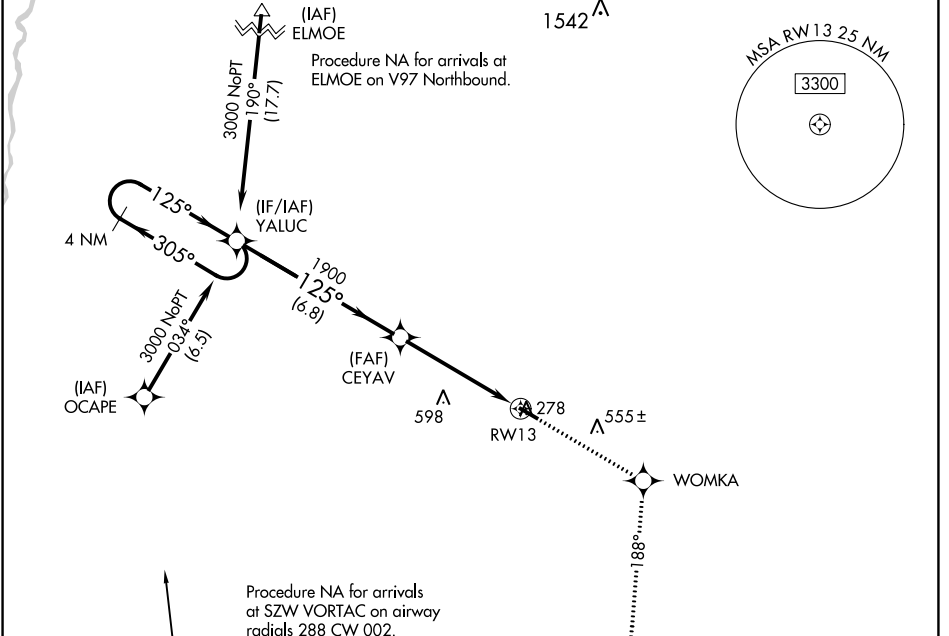 (IAF)
ELMOE
1542
Procedure NA for arrivals at
ELMOE on V97 Northbound.
MSA RW13 25 NM
3300
3000 NoPT
190°
(17.7)
125°
(IF/IAF)
YALUC
4 NM
305°
1900
125°
(6.8)
3000 NoPT
034°
(6.5)
(IAF)
OCAPE
(FAF)
CEYAV
598
278
RW13
555±
WOMKA
188°
Procedure NA for arrivals
at SZW VORTAC on airway
radials 288 CW 002.